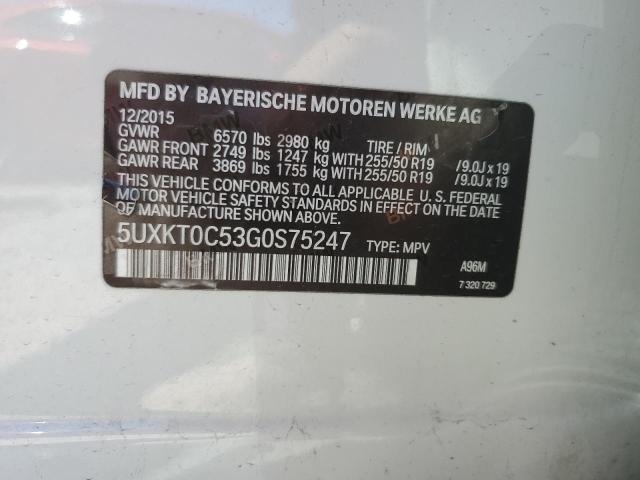 MFD BY BAYERISCHE MOTOREN WERKE AG
12/2015
GVWR 6570 lbs 2980 kg TIRE / RIM
GAWR FRONT 2749 lbs 1247 kg WITH 255/50 R19 /9.0J x 19
GAWR REAR 3869 lbs 1755 kg WITH 255/50 R19 /9.0J x 19
THIS VEHICLE CONFORMS TO ALL APPLICABLE U.S. FEDERAL
MOTOR VEHICLE SAFETY STANDARDS IN EFFECT ON THE DATE
OF MANUFACTURE SHOWN ABOVE.
5UXKT0C53G0S75247 TYPE: MPV
A96M
7 320 729